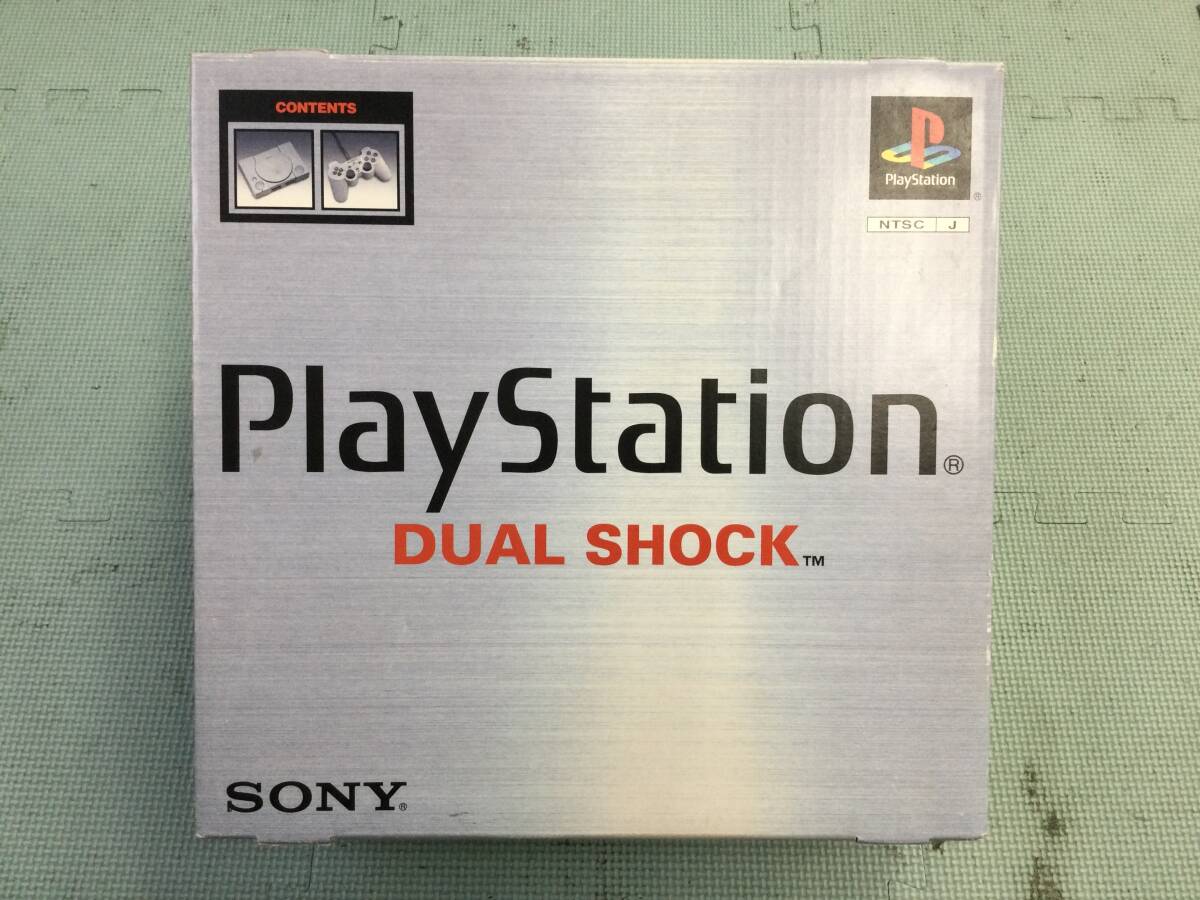 CONTENTS
PlayStation
®
NTSC J
PlayStation®
DUAL SHOCK™
SONY®